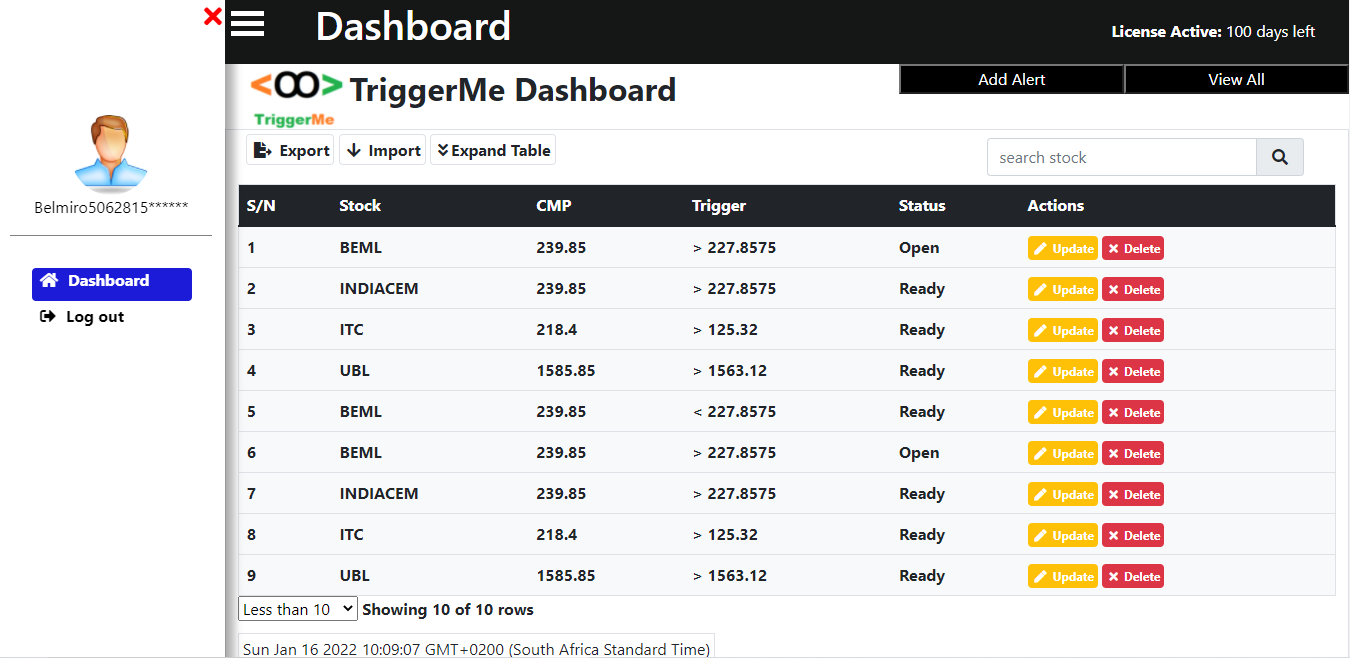 Dashboard
License Active: 100 days left
TriggerMe Dashboard
TriggerMe
Add Alert View All
Belmiro5062815******
Dashboard
Log out
Export Import Expand Table
search stock
S/N Stock CMP Trigger Status Actions
1 BEML 239.85 > 227.8575 Open Update Delete
2 INDIACEM 239.85 > 227.8575 Ready Update Delete
3 ITC 218.4 > 125.32 Ready Update Delete
4 UBL 1585.85 > 1563.12 Ready Update Delete
5 BEML 239.85 < 227.8575 Ready Update Delete
6 BEML 239.85 > 227.8575 Open Update Delete
7 INDIACEM 239.85 > 227.8575 Ready Update Delete
8 ITC 218.4 > 125.32 Ready Update Delete
9 UBL 1585.85 > 1563.12 Ready Update Delete
Less than 10 Showing 10 of 10 rows
Sun Jan 16 2022 10:09:07 GMT+0200 (South Africa Standard Time)